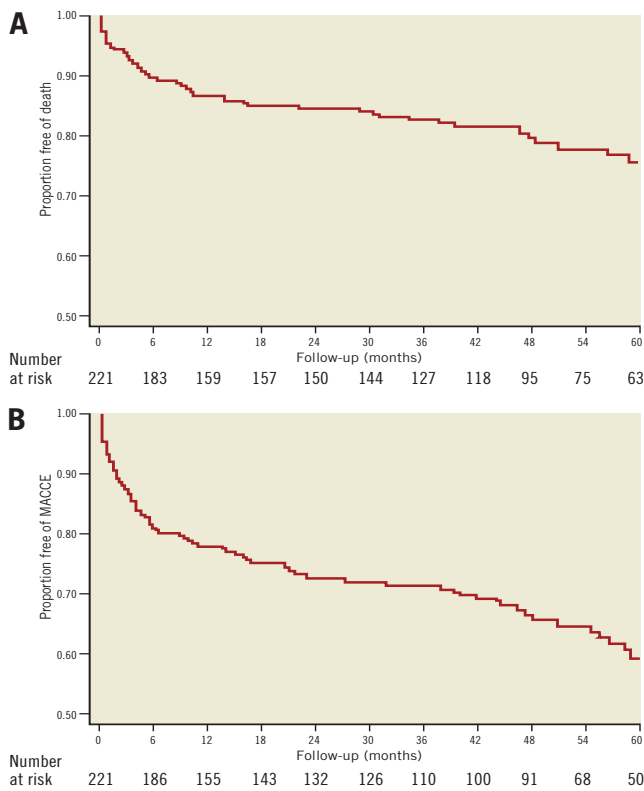 A
Proportion free of death
1.00
0.90
0.80
0.70
0.60
0.50
0 6 12 18 24 30 36 42 48 54 60
Follow-up (months)
Number
at risk
221 183 159 157 150 144 127 118 95 75 63
B
Proportion free of MACCE
1.00
0.90
0.80
0.70
0.60
0.50
0 6 12 18 24 30 36 42 48 54 60
Follow-up (months)
Number
at risk
221 186 155 143 132 126 110 100 91 68 50